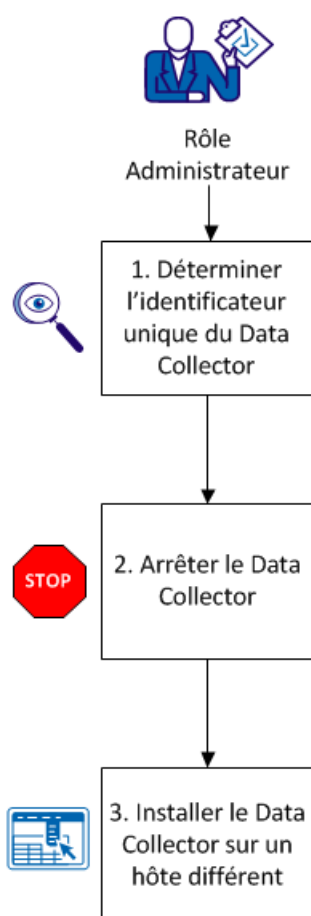 Rôle
Administrateur
1. Déterminer
l'identificateur
unique du Data
Collector
STOP
2. Arrêter le Data
Collector
3. Installer le Data
Collector sur un
hôte différent